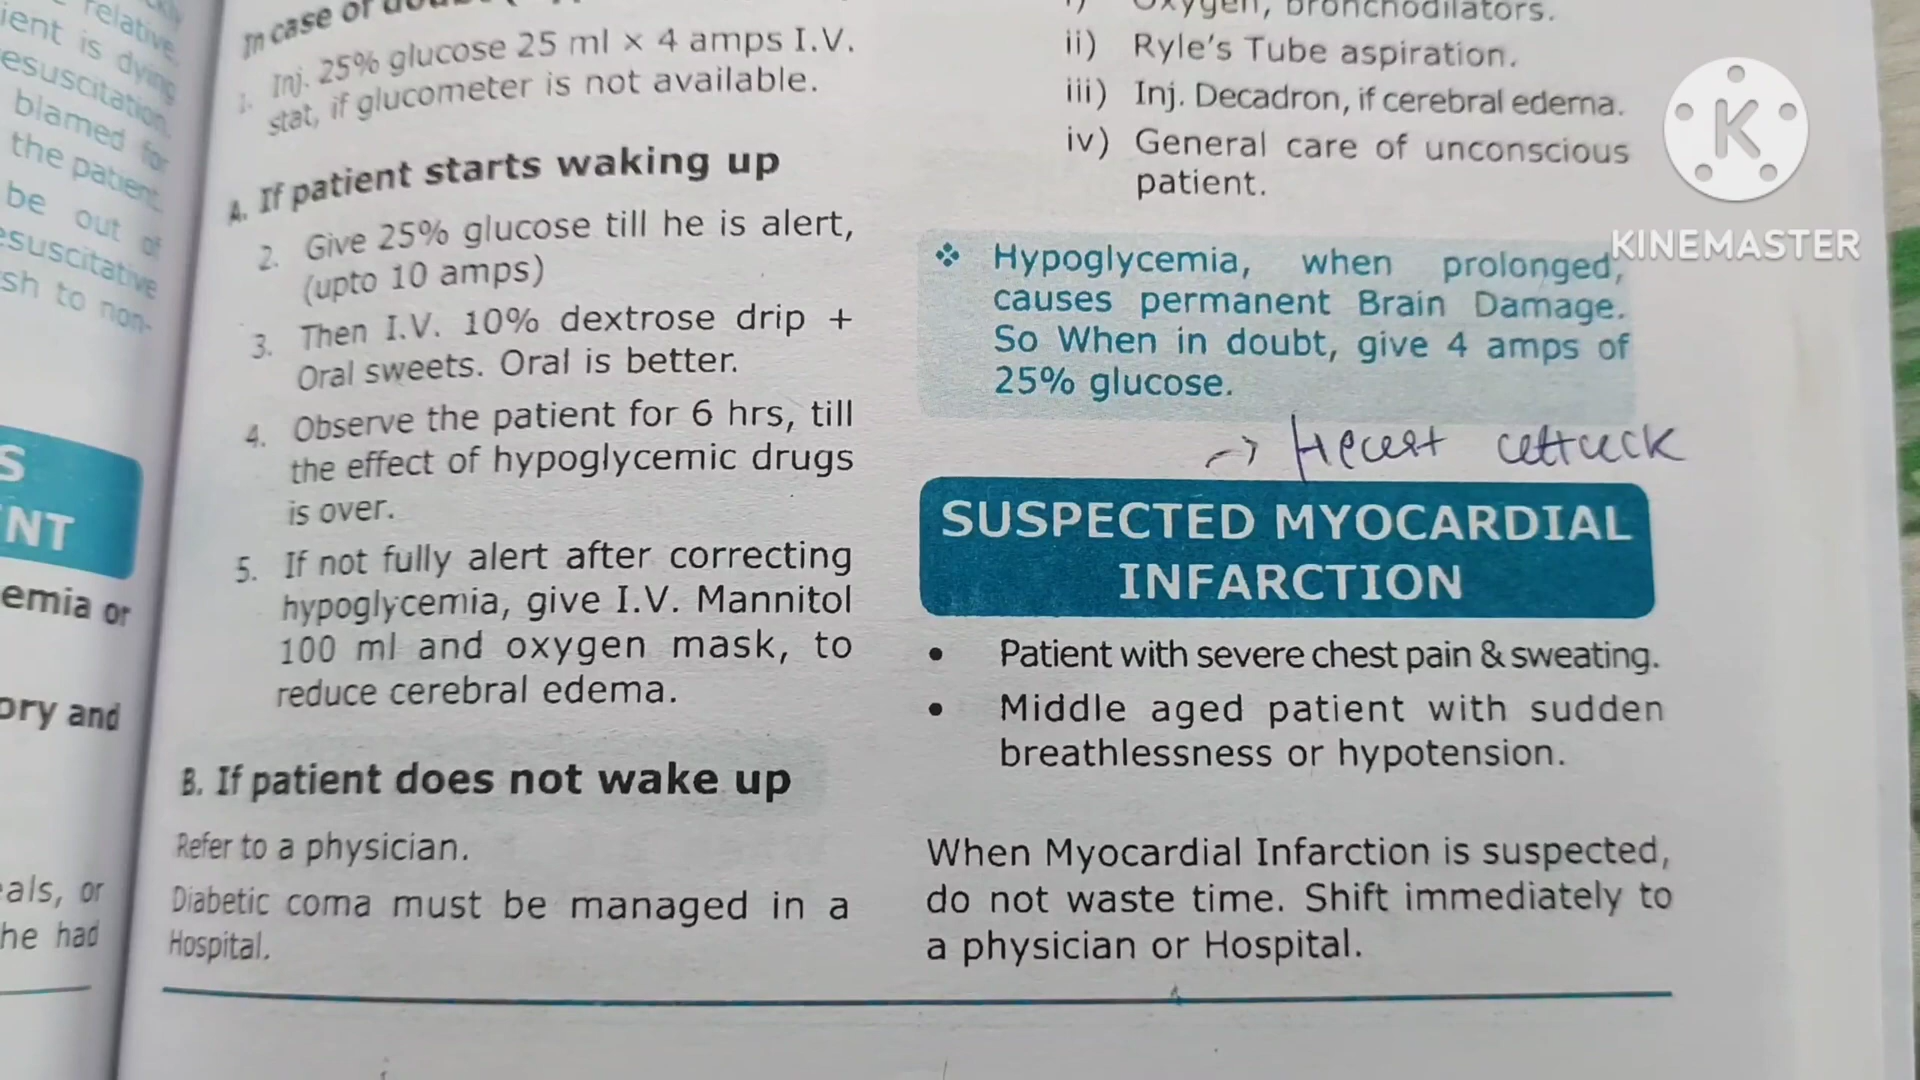 relative.
ient is dying
esuscitation.
blamed for
the patient.
be out of
esuscitative
sh to non-
S
NT
emia or
ory and
als, or
he had
In case of doubt
1. Inj. 25% glucose 25 ml × 4 amps I.V.
stat, if glucometer is not available.
A. If patient starts waking up
2. Give 25% glucose till he is alert,
(upto 10 amps)
3. Then I.V. 10% dextrose drip +
Oral sweets. Oral is better.
4. Observe the patient for 6 hrs, till
the effect of hypoglycemic drugs
is over.
5. If not fully alert after correcting
hypoglycemia, give I.V. Mannitol
100 ml and oxygen mask, to
reduce cerebral edema.
B. If patient does not wake up
Refer to a physician.
Diabetic coma must be managed in a
Hospital.
i) Oxygen, bronchodilators.
ii) Ryle's Tube aspiration.
iii) Inj. Decadron, if cerebral edema.
iv) General care of unconscious
patient.
❖ Hypoglycemia, when prolonged,
causes permanent Brain Damage.
So When in doubt, give 4 amps of
25% glucose.
→ Heart attack
SUSPECTED MYOCARDIAL
INFARCTION
• Patient with severe chest pain & sweating.
• Middle aged patient with sudden
breathlessness or hypotension.
When Myocardial Infarction is suspected,
do not waste time. Shift immediately to
a physician or Hospital.
K
KINEMASTER